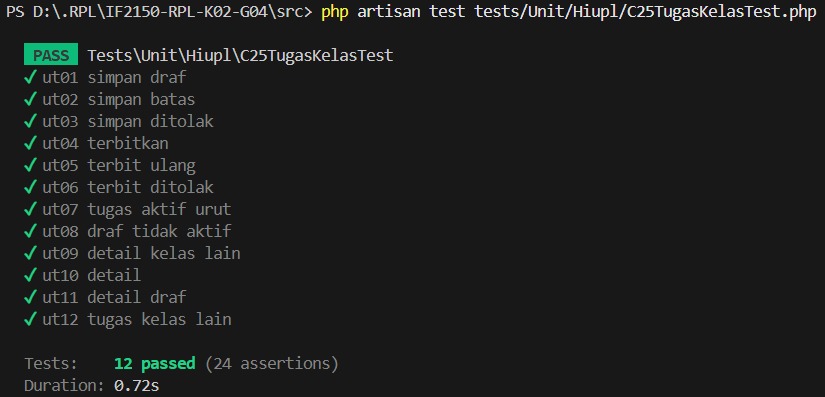 PS D:\.RPL\IF2150-RPL-K02-G04\src> php artisan test tests/Unit/Hiupl/C25TugasKelasTest.php
PASS Tests\Unit\Hiupl\C25TugasKelasTest
✓ ut01 simpan draf
✓ ut02 simpan batas
✓ ut03 simpan ditolak
✓ ut04 terbitkan
✓ ut05 terbit ulang
✓ ut06 terbit ditolak
✓ ut07 tugas aktif urut
✓ ut08 draf tidak aktif
✓ ut09 detail kelas lain
✓ ut10 detail
✓ ut11 detail draf
✓ ut12 tugas kelas lain
Tests: 12 passed (24 assertions)
Duration: 0.72s